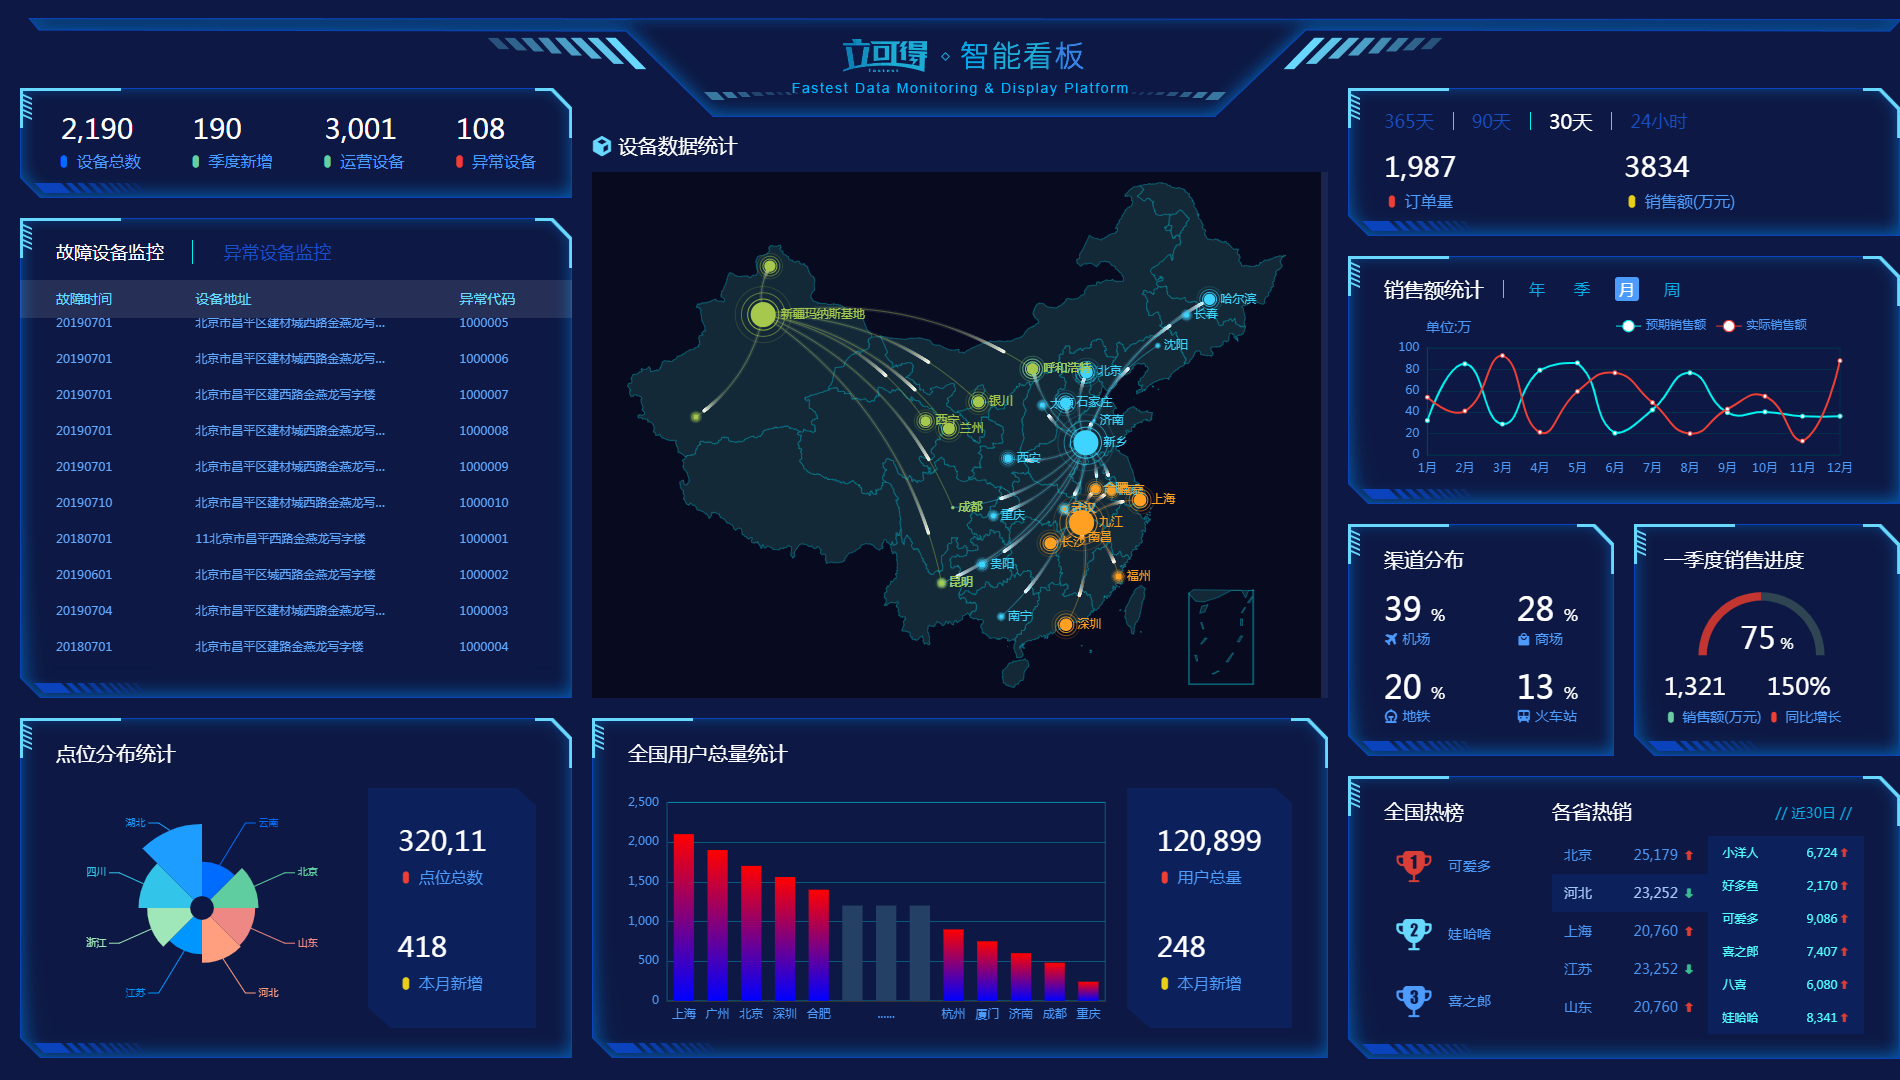 立可得 ◇ 智能看板
Fastest
Fastest Data Monitoring & Display Platform
2,190 190 3,001 108
设备总数 季度新增 运营设备 异常设备
故障设备监控 异常设备监控
故障时间 设备地址 异常代码
20190701 北京市昌平区建材城西路金燕龙写... 1000005
20190701 北京市昌平区建材城西路金燕龙写... 1000006
20190701 北京市昌平区建西路金燕龙写字楼 1000007
20190701 北京市昌平区建材城西路金燕龙写... 1000008
20190701 北京市昌平区建材城西路金燕龙写... 1000009
20190710 北京市昌平区建材城西路金燕龙写... 1000010
20180701 11北京市昌平西路金燕龙写字楼 1000001
20190601 北京市昌平区城西路金燕龙写字楼 1000002
20190704 北京市昌平区建材城西路金燕龙写... 1000003
20180701 北京市昌平区建路金燕龙写字楼 1000004
点位分布统计
湖北 云南
四川 北京
浙江 山东
江苏 河北
320,11
点位总数
418
本月新增
设备数据统计
哈尔滨
新疆玛纳斯基地 长春
沈阳
呼和浩特 北京
银川 石家庄
西宁 济南
兰州
新乡
西安
上海
成都 武汉
重庆 九江
南昌
长沙
贵阳
昆明 福州
南宁 深圳
全国用户总量统计
2,500
2,000
1,500
1,000
500
0
上海 广州 北京 深圳 合肥 ...... 杭州 厦门 济南 成都 重庆
120,899
用户总量
248
本月新增
365天 90天 30天 24小时
1,987 3834
订单量 销售额(万元)
销售额统计 年 季 月 周
单位:万 预期销售额 实际销售额
100
80
60
40
20
0
1月 2月 3月 4月 5月 6月 7月 8月 9月 10月 11月 12月
渠道分布
39 % 28 %
机场 商场
20 % 13 %
地铁 火车站
一季度销售进度
75 %
1,321 150%
销售额(万元) 同比增长
全国热榜
1 可爱多
2 娃哈啥
3 喜之郎
各省热销 // 近30日 //
北京 25,179
河北 23,252
上海 20,760
江苏 23,252
山东 20,760
小洋人 6,724
好多鱼 2,170
可爱多 9,086
喜之郎 7,407
八喜 6,080
娃哈哈 8,341